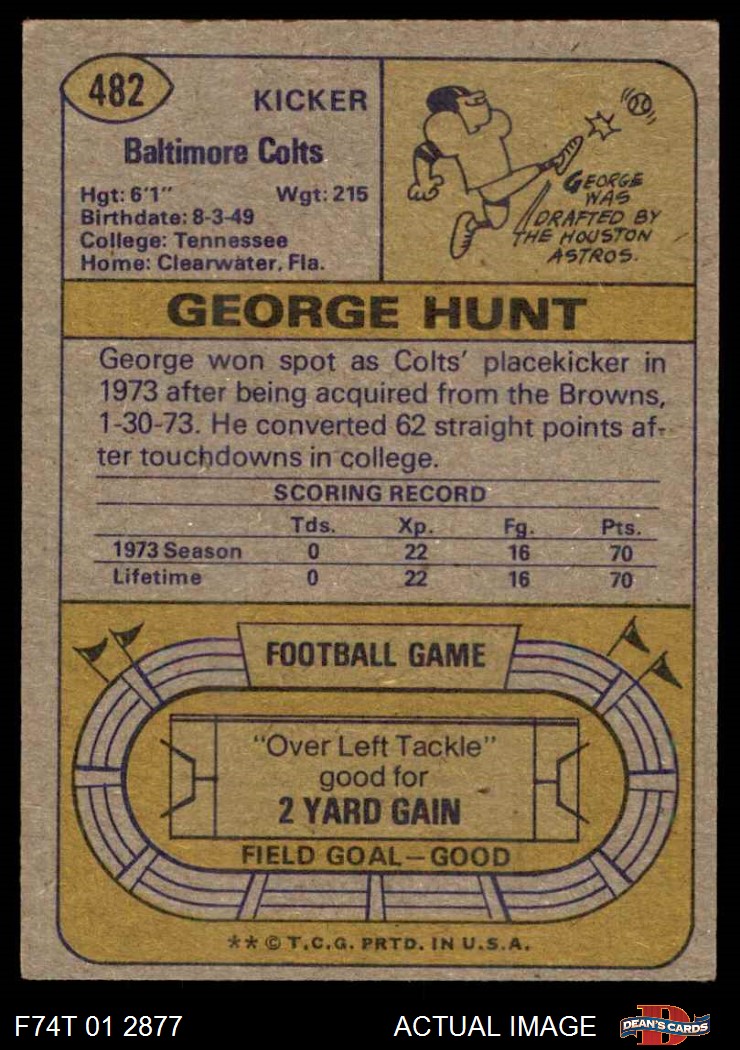 482
KICKER
Baltimore Colts
Hgt: 6'1" Wgt: 215
Birthdate: 8-3-49
College: Tennessee
Home: Clearwater, Fla.
GEORGE
WAS
DRAFTED BY
THE HOUSTON
ASTROS.
GEORGE HUNT
George won spot as Colts' placekicker in
1973 after being acquired from the Browns,
1-30-73. He converted 62 straight points af-
ter touchdowns in college.
SCORING RECORD
Tds. Xp. Fg. Pts.
1973 Season 0 22 16 70
Lifetime 0 22 16 70
FOOTBALL GAME
"Over Left Tackle"
good for
2 YARD GAIN
FIELD GOAL—GOOD
** © T.C.G. PRTD. IN U.S.A.
F74T 01 2877 ACTUAL IMAGE
D
DEAN'S CARDS